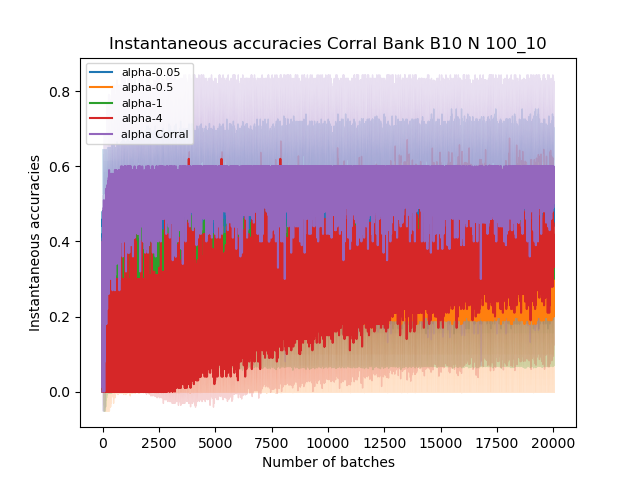 Instantaneous accuracies Corral Bank B10 N 100_10
alpha-0.05
alpha-0.5
alpha-1
alpha-4
alpha Corral
Instantaneous accuracies
0.8
0.6
0.4
0.2
0.0
0 2500 5000 7500 10000 12500 15000 17500 20000
Number of batches